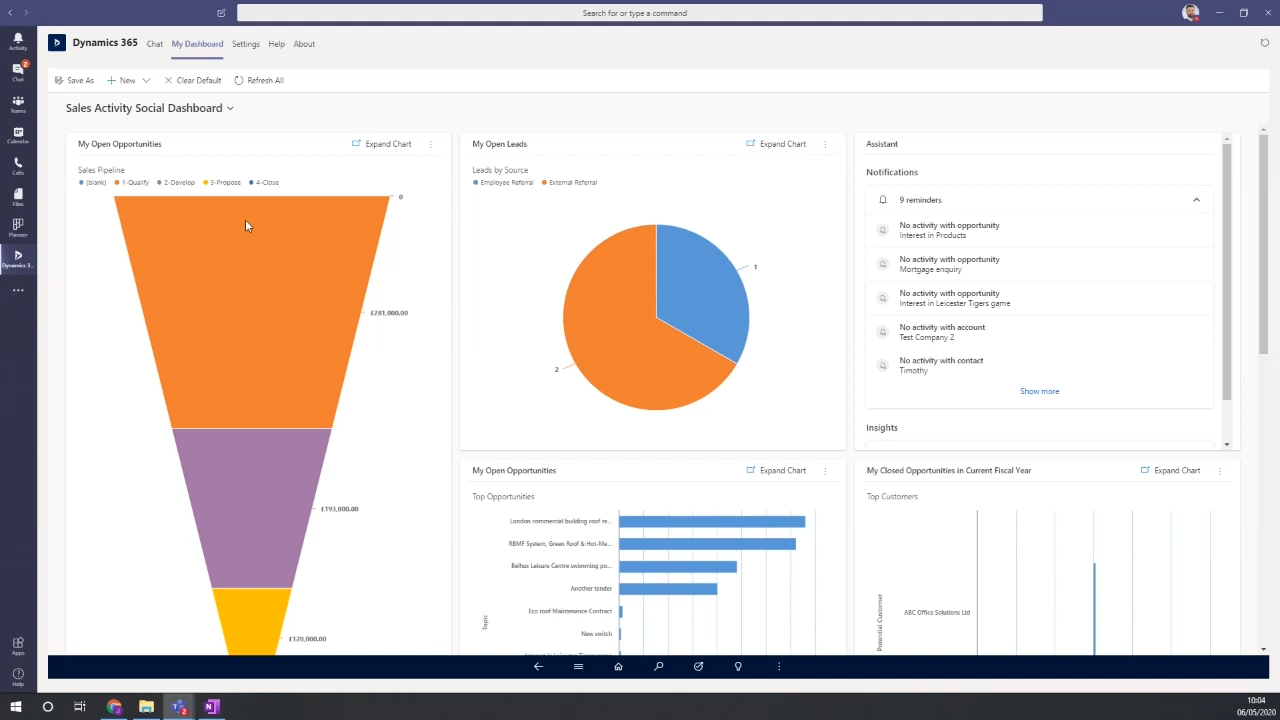 Search for or type a command
Activity
2
Chat
Teams
Calendar
Calls
Files
Planner
Dynamics 3...
Apps
Help
Dynamics 365
Chat
My Dashboard
Settings
Help
About
Save As
New
Clear Default
Refresh All
Sales Activity Social Dashboard
My Open Opportunities
Expand Chart
Sales Pipeline
(blank) 1-Qualify 2-Develop 3-Propose 4-Close
0
£281,000.00
£193,000.00
£120,000.00
My Open Leads
Expand Chart
Leads by Source
Employee Referral External Referral
1
2
Assistant
Notifications
9 reminders
No activity with opportunity
Interest in Products
No activity with opportunity
Mortgage enquiry
No activity with opportunity
Interest in Leicester Tigers game
No activity with account
Test Company 2
No activity with contact
Timothy
Show more
Insights
My Open Opportunities
Expand Chart
Top Opportunities
London commercial building roof re...
RBMF System, Green Roof & Hot-Me...
Belhus Leisure Centre swimming po...
Another tender
Eco roof Maintenance Contract
New switch
Topic
My Closed Opportunities in Current Fiscal Year
Expand Chart
Top Customers
ABC Office Solutions Ltd
Potential Customer
2
10:04
06/05/2020